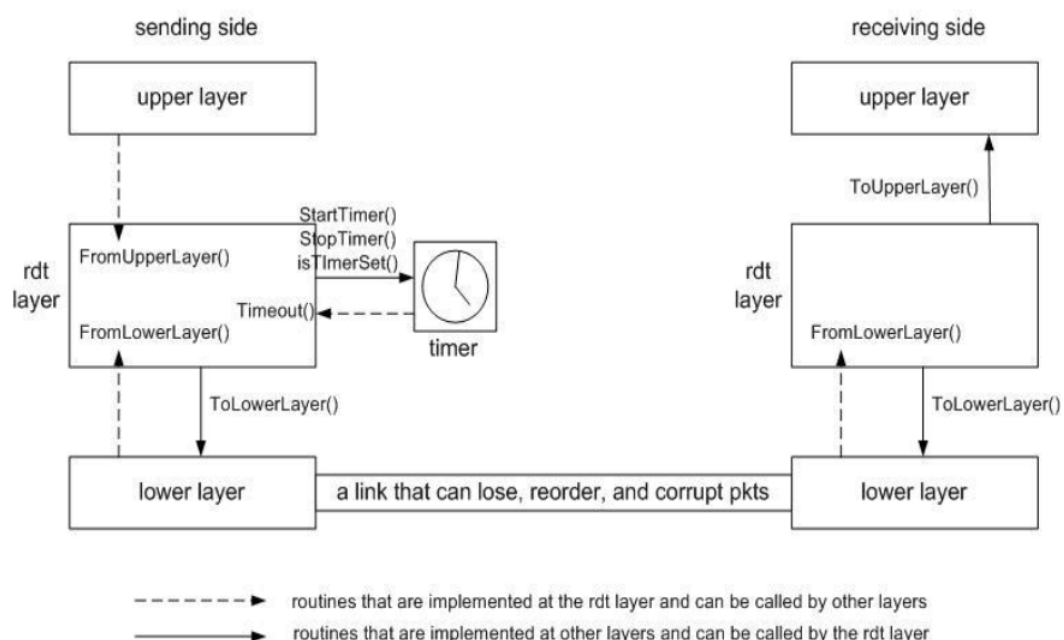 sending side
receiving side
upper layer
upper layer
StartTimer()
StopTimer()
isTImerSet()
ToUpperLayer()
rdt
layer
FromUpperLayer()
Timeout()
FromLowerLayer()
timer
rdt
layer
FromLowerLayer()
ToLowerLayer()
ToLowerLayer()
lower layer
a link that can lose, reorder, and corrupt pkts
lower layer
routines that are implemented at the rdt layer and can be called by other layers
routines that are implemented at other layers and can be called by the rdt layer